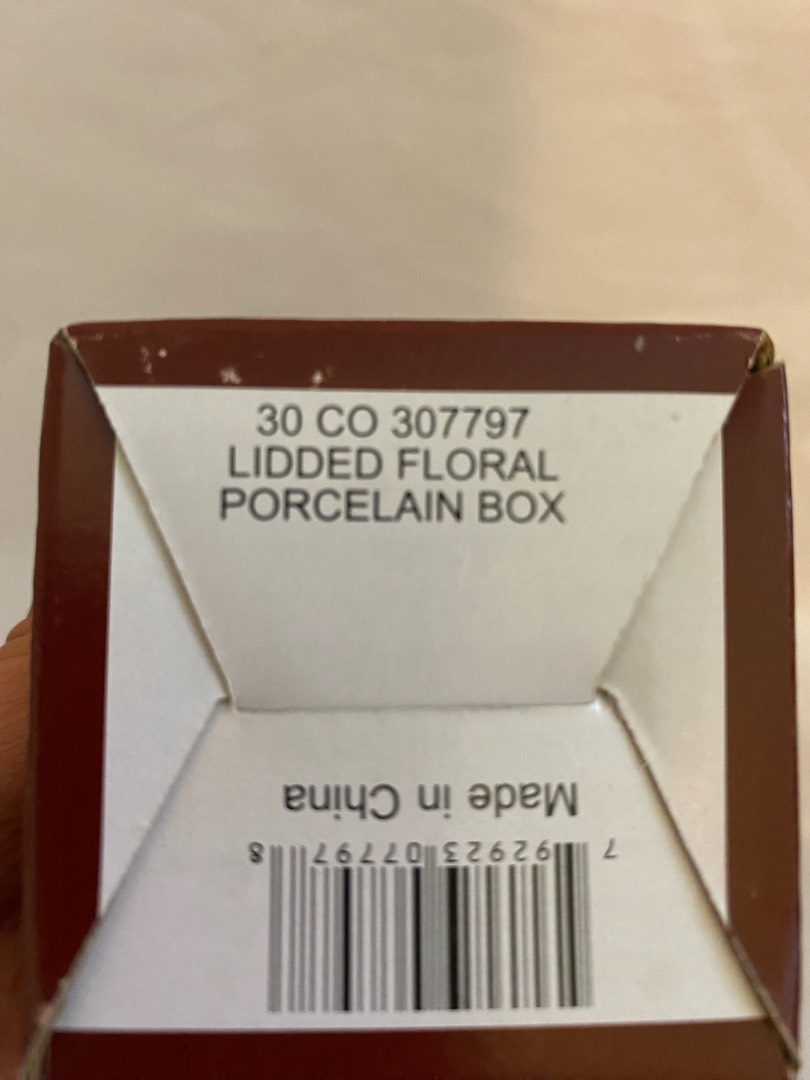 30 CO 307797
LIDDED FLORAL
PORCELAIN BOX
Made in China
7 92923 07797 8